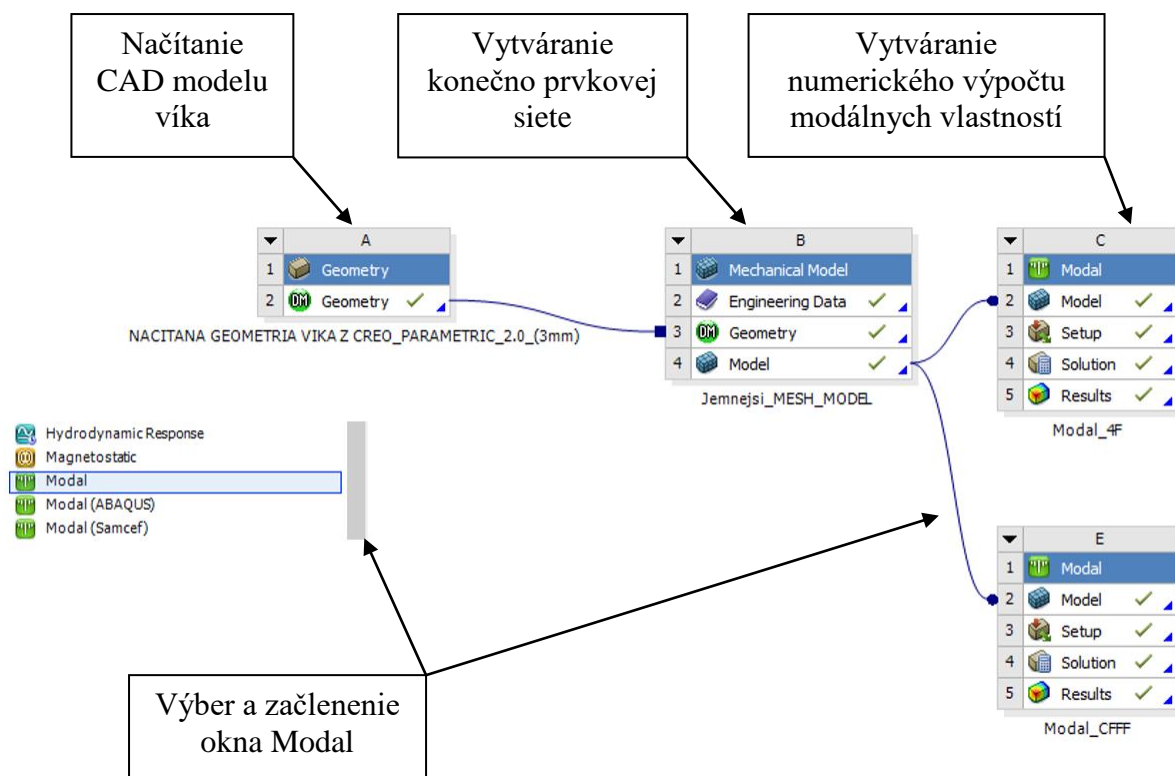 Načítanie
CAD modelu
víka
Vytváranie
konečno prvkovej
siete
Vytváranie
numerického výpočtu
modálnych vlastností
A
1 Geometry
2 DM Geometry
NACITANA GEOMETRIA VIKA Z CREO_PARAMETRIC_2.0_(3mm)
B
1 Mechanical Model
2 Engineering Data
3 DM Geometry
4 Model
Jemnejsi_MESH_MODEL
C
1 Modal
2 Model
3 Setup
4 Solution
5 Results
Modal_4F
Hydrodynamic Response
Magnetostatic
Modal
Modal (ABAQUS)
Modal (Samcef)
E
1 Modal
2 Model
3 Setup
4 Solution
5 Results
Modal_CFFF
Výber a začlenenie
okna Modal